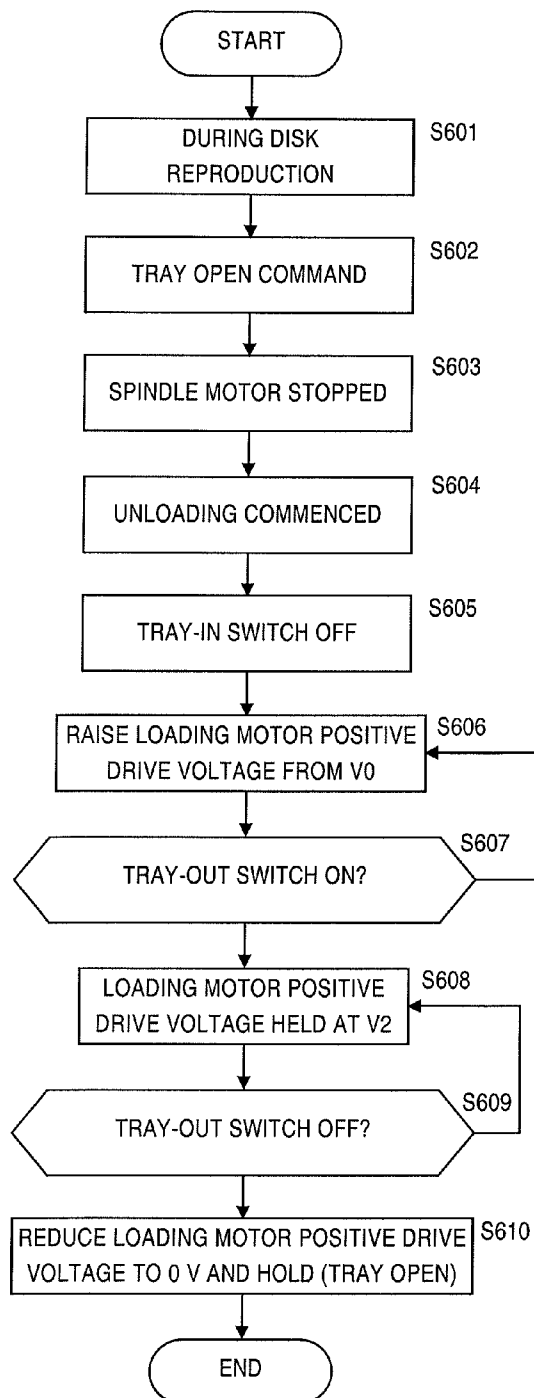 START
DURING DISK
REPRODUCTION
S601
TRAY OPEN COMMAND
S602
SPINDLE MOTOR STOPPED
S603
UNLOADING COMMENCED
S604
TRAY-IN SWITCH OFF
S605
RAISE LOADING MOTOR POSITIVE
DRIVE VOLTAGE FROM V0
S606
TRAY-OUT SWITCH ON?
S607
LOADING MOTOR POSITIVE
DRIVE VOLTAGE HELD AT V2
S608
TRAY-OUT SWITCH OFF?
S609
REDUCE LOADING MOTOR POSITIVE DRIVE
VOLTAGE TO 0 V AND HOLD (TRAY OPEN)
S610
END